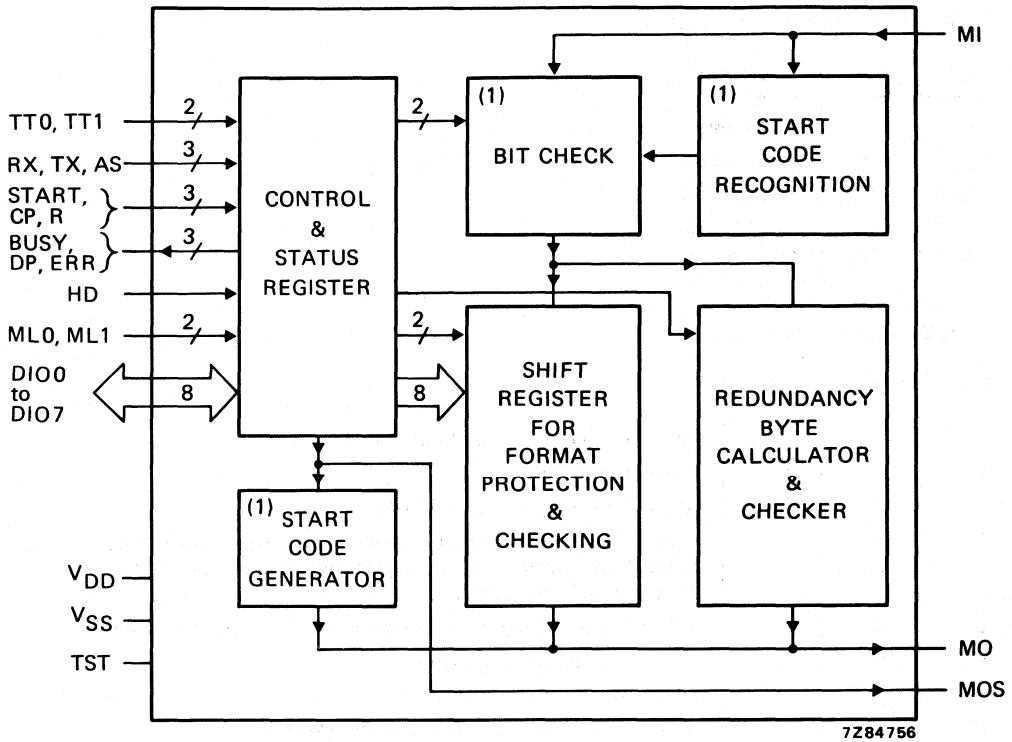 MI
(1)
BIT CHECK
(1)
START
CODE
RECOGNITION
TT0, TT1
2
RX, TX, AS
3
START,
CP, R
3
BUSY,
DP, ERR
3
HD
ML0, ML1
2
DIO0
to
DIO7
8
CONTROL
&
STATUS
REGISTER
2
2
8
SHIFT
REGISTER
FOR
FORMAT
PROTECTION
&
CHECKING
REDUNDANCY
BYTE
CALCULATOR
&
CHECKER
(1)
START
CODE
GENERATOR
VDD
VSS
TST
MO
MOS
7Z84756